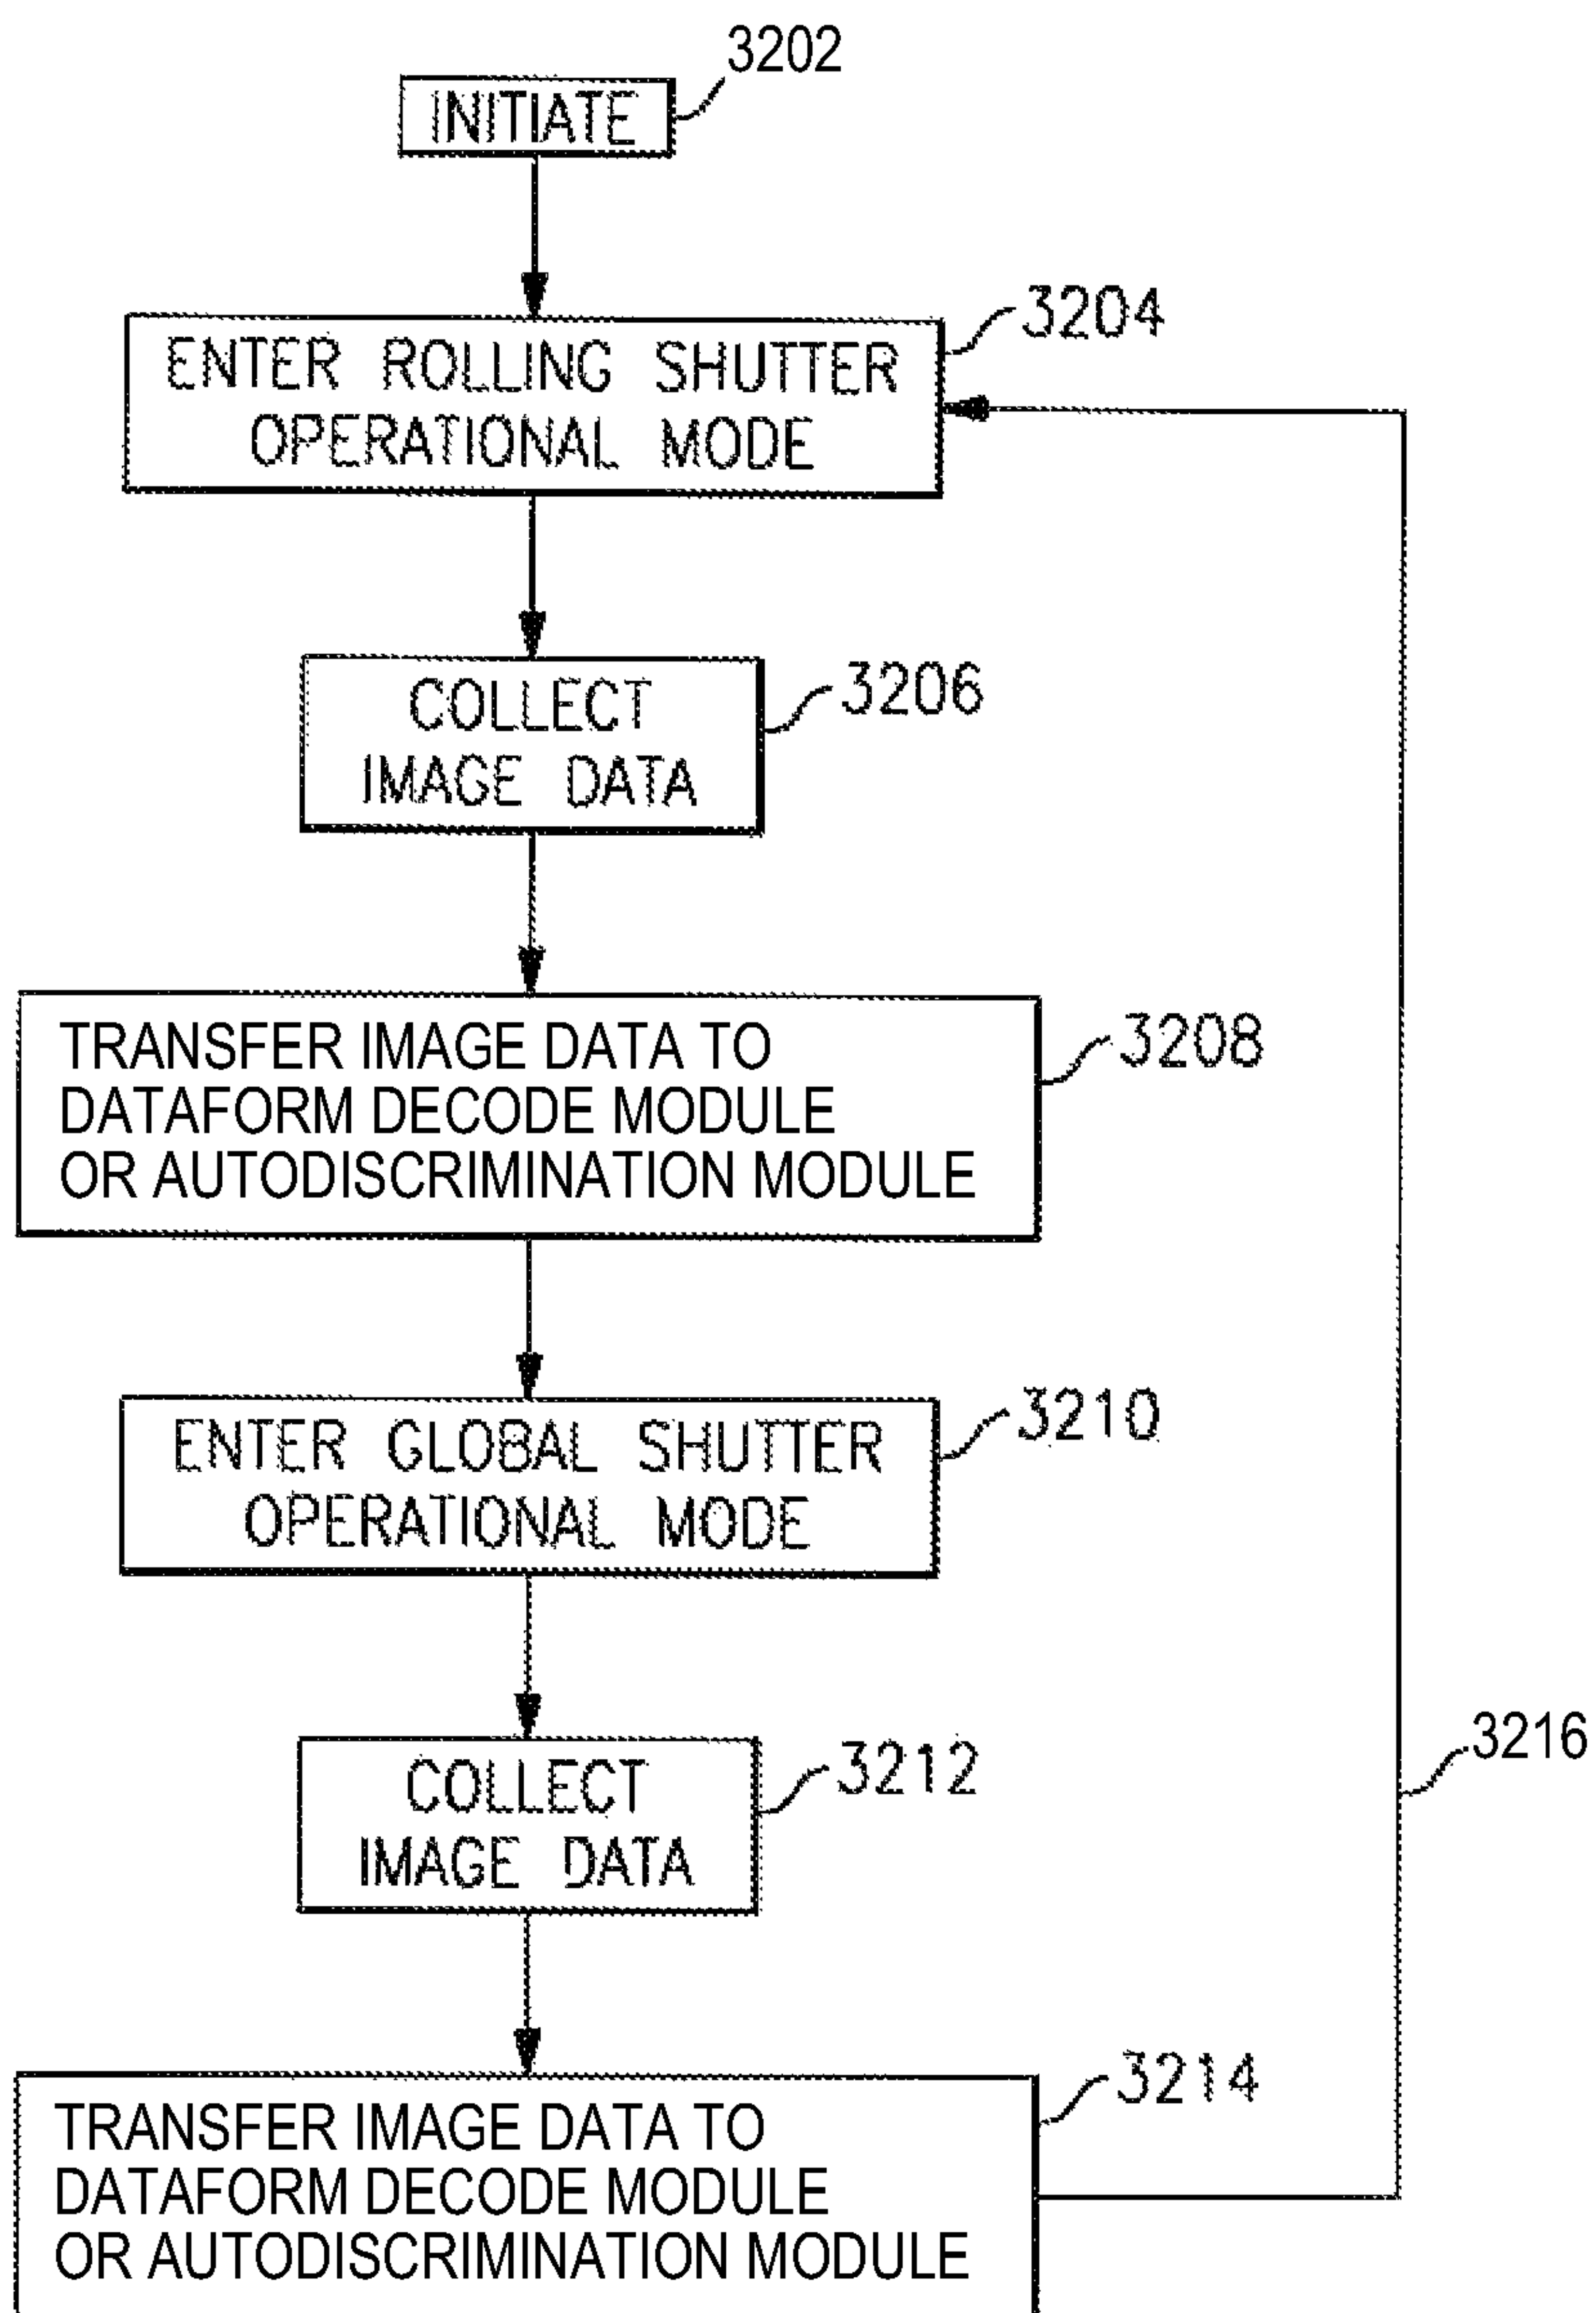 3202
INITIATE
3204
ENTER ROLLING SHUTTER
OPERATIONAL MODE
3206
COLLECT
IMAGE DATA
3208
TRANSFER IMAGE DATA TO
DATAFORM DECODE MODULE
OR AUTODISCRIMINATION MODULE
3210
ENTER GLOBAL SHUTTER
OPERATIONAL MODE
3212
COLLECT
IMAGE DATA
3216
3214
TRANSFER IMAGE DATA TO
DATAFORM DECODE MODULE
OR AUTODISCRIMINATION MODULE